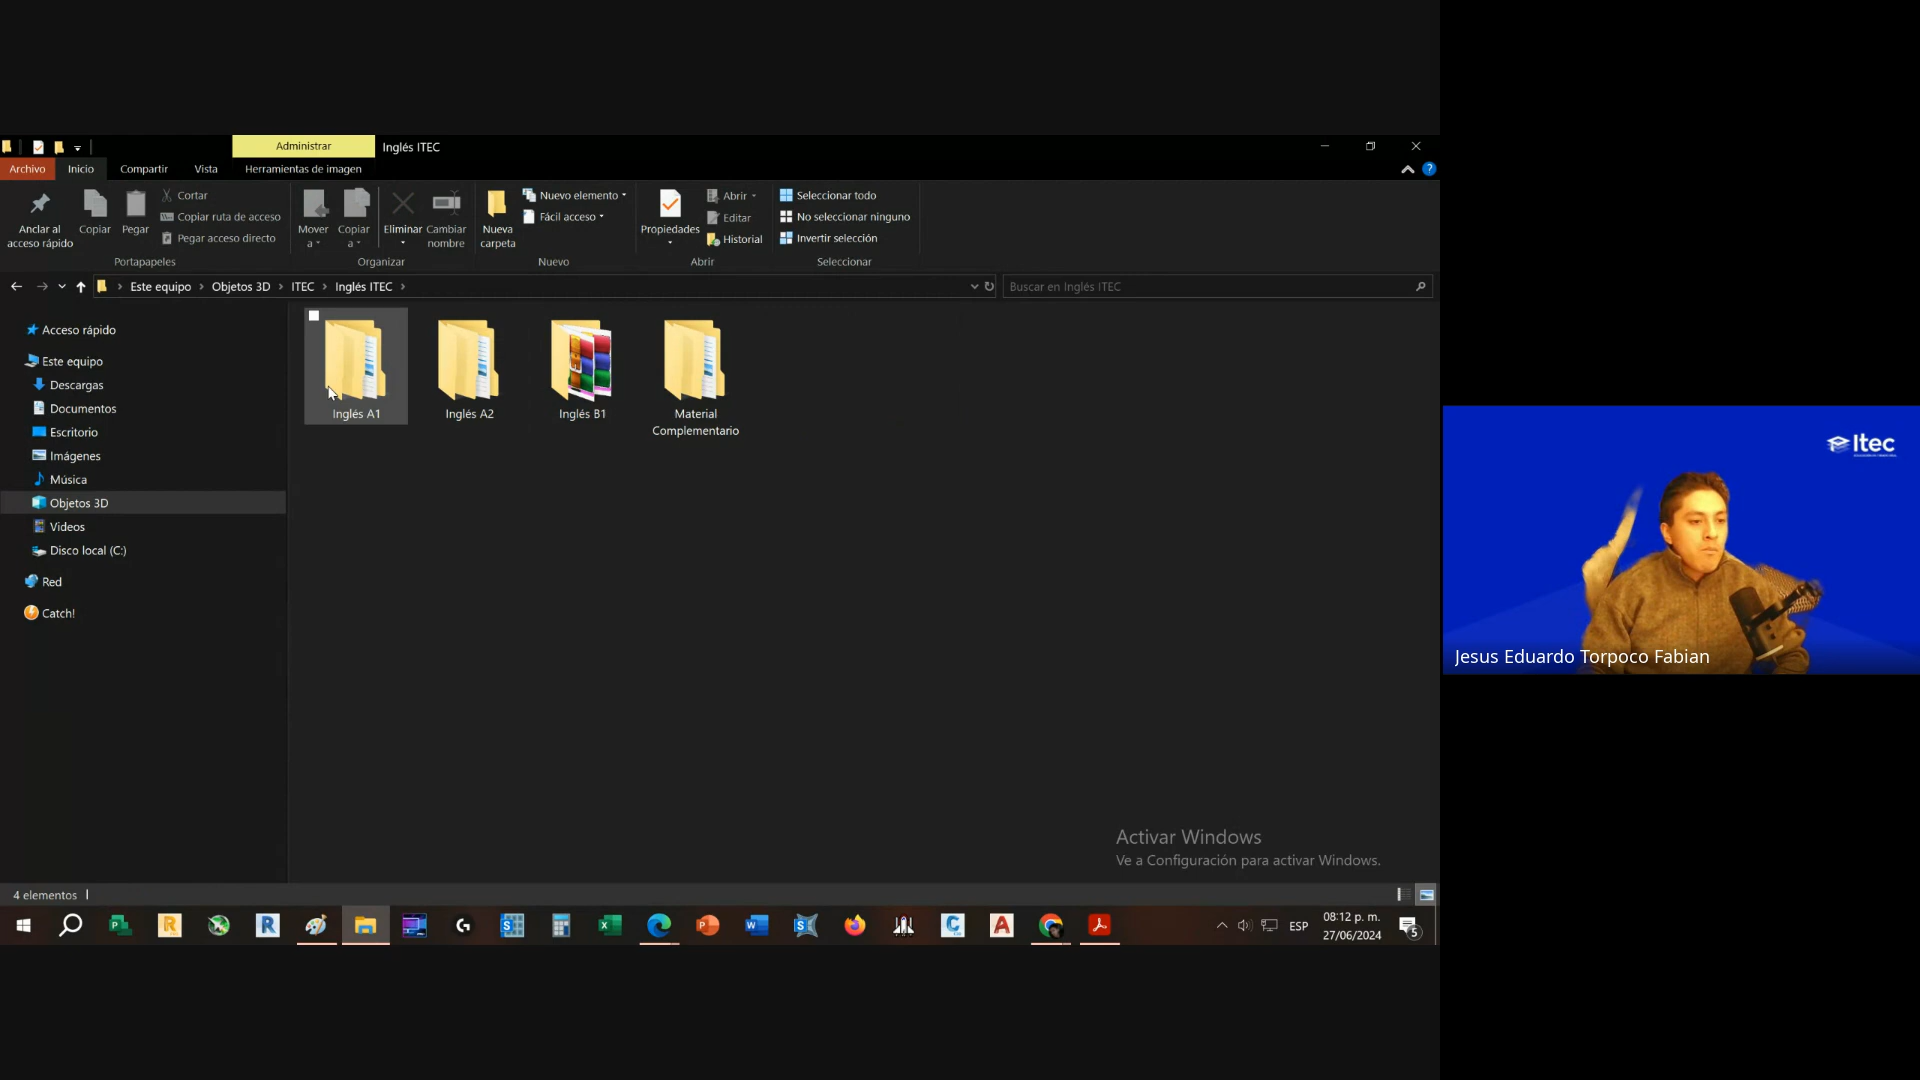 Administrar
Inglés ITEC
Archivo
Inicio
Compartir
Vista
Herramientas de imagen
Anclar al
acceso rápido
Copiar
Pegar
Cortar
Copiar ruta de acceso
Pegar acceso directo
Portapapeles
Mover
a
Copiar
a
Eliminar
Cambiar
nombre
Organizar
Nueva
carpeta
Nuevo elemento
Fácil acceso
Nuevo
Propiedades
Abrir
Editar
Historial
Abrir
Seleccionar todo
No seleccionar ninguno
Invertir selección
Seleccionar
Este equipo > Objetos 3D > ITEC > Inglés ITEC >
Buscar en Inglés ITEC
Acceso rápido
Este equipo
Descargas
Documentos
Escritorio
Imágenes
Música
Objetos 3D
Videos
Disco local (C:)
Red
Catch!
Inglés A1
Inglés A2
Inglés B1
Material
Complementario
Activar Windows
Ve a Configuración para activar Windows.
4 elementos
ESP
08:12 p. m.
27/06/2024
5
Itec
Jesus Eduardo Torpoco Fabian